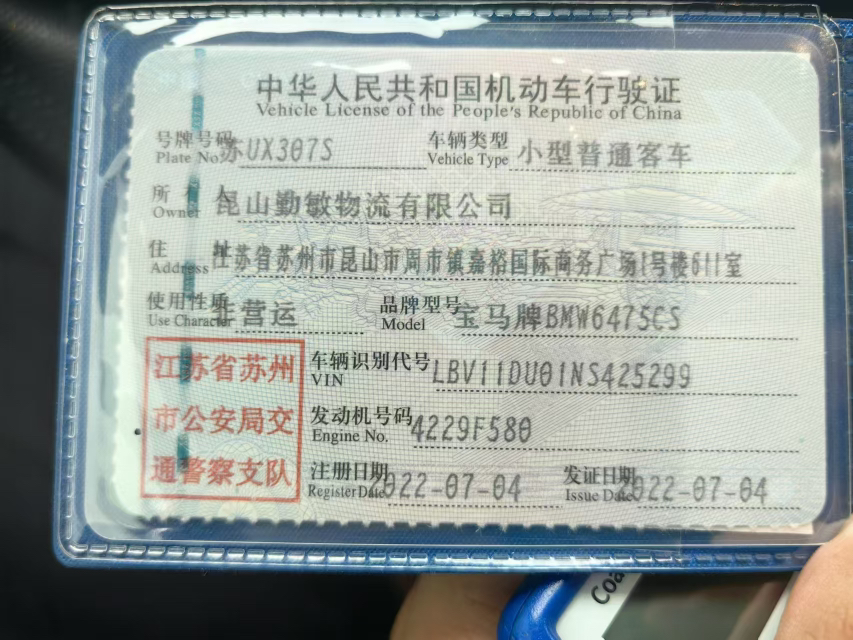 中华人民共和国机动车行驶证
Vehicle License of the People's Republic of China
号牌号码 苏UX307S 车辆类型 小型普通客车
Plate No. Vehicle Type
所有人 昆山勤敏物流有限公司
Owner
住址 江苏省苏州市昆山市周市镇嘉裕国际商务广场1号楼611室
Address
使用性质 非营运 品牌型号 宝马牌BMW6475CS
Use Character Model
江苏省苏州
市公安局交
通警察支队
车辆识别代号 LBV11DU01NS425299
VIN
发动机号码 4229F580
Engine No.
注册日期 2022-07-04 发证日期 2022-07-04
Register Date Issue Date
Coa